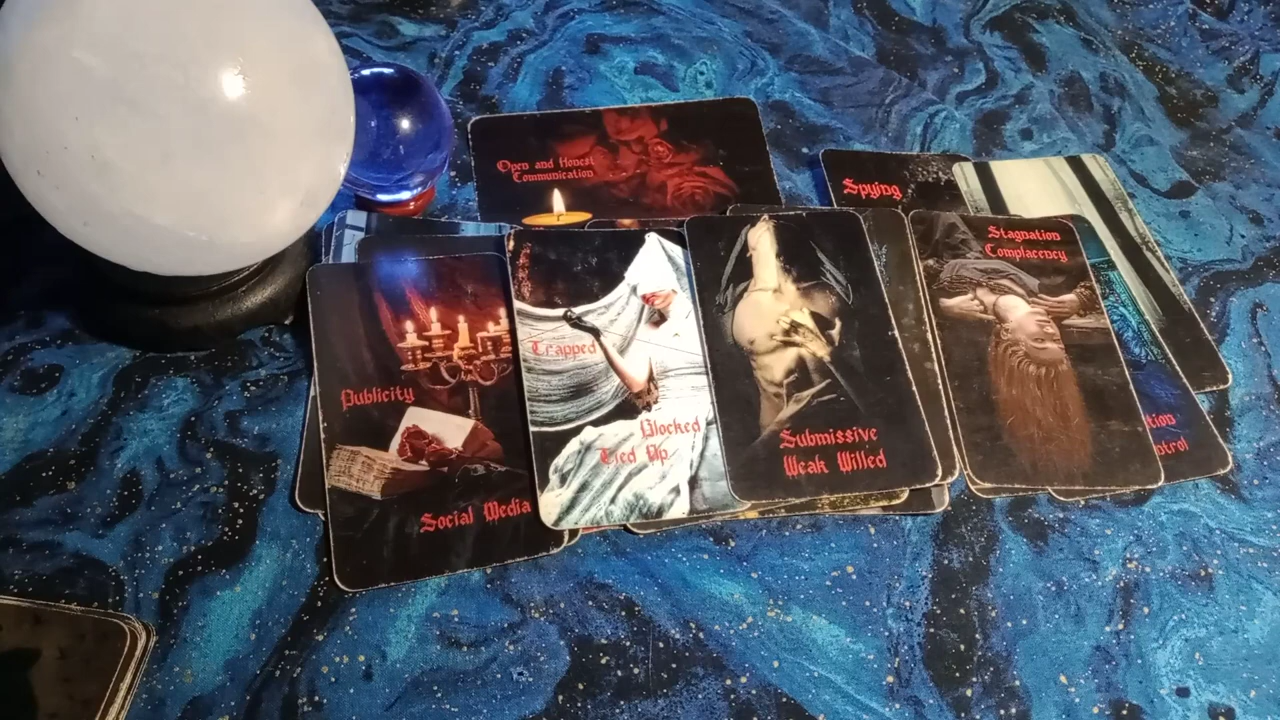 Open and Honest
Communication
Spying
Stagnation
Complacency
Publicity
Social Media
Trapped
Blocked
Tied Up
Submissive
Weak Willed